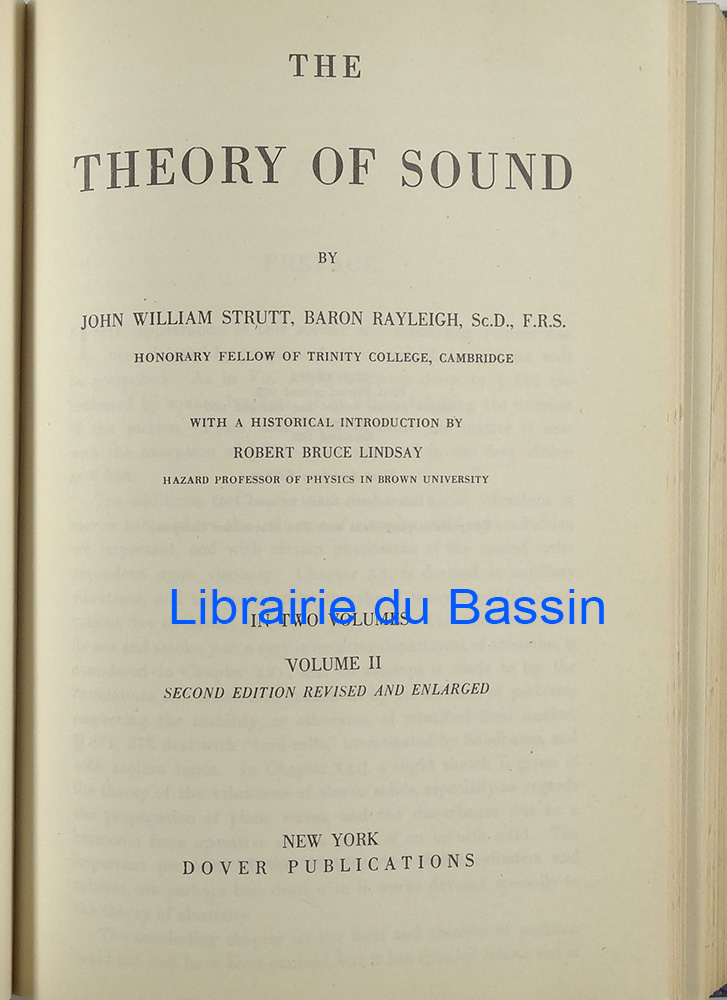 THE
THEORY OF SOUND
BY
JOHN WILLIAM STRUTT, BARON RAYLEIGH, Sc.D., F.R.S.
HONORARY FELLOW OF TRINITY COLLEGE, CAMBRIDGE
WITH A HISTORICAL INTRODUCTION BY
ROBERT BRUCE LINDSAY
HAZARD PROFESSOR OF PHYSICS IN BROWN UNIVERSITY
Librairie du Bassin
IN TWO VOLUMES
VOLUME II
SECOND EDITION REVISED AND ENLARGED
NEW YORK
DOVER PUBLICATIONS